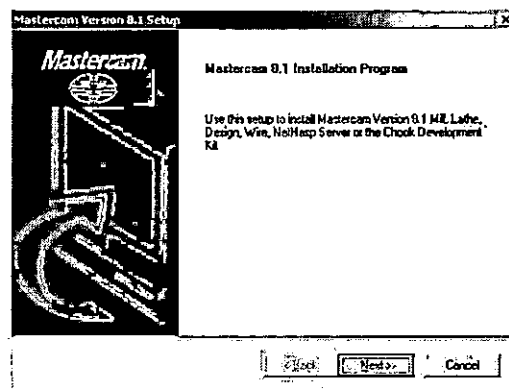 Mastercam Version 8.1 Setup
Mastercam.
Mastercam 8.1 Installation Program
Use this setup to install Mastercam Version 8.1 Mill, Lathe,
Design, Wire, NetHasp Server or the Chook Development
Kit
< Back
Next >
Cancel